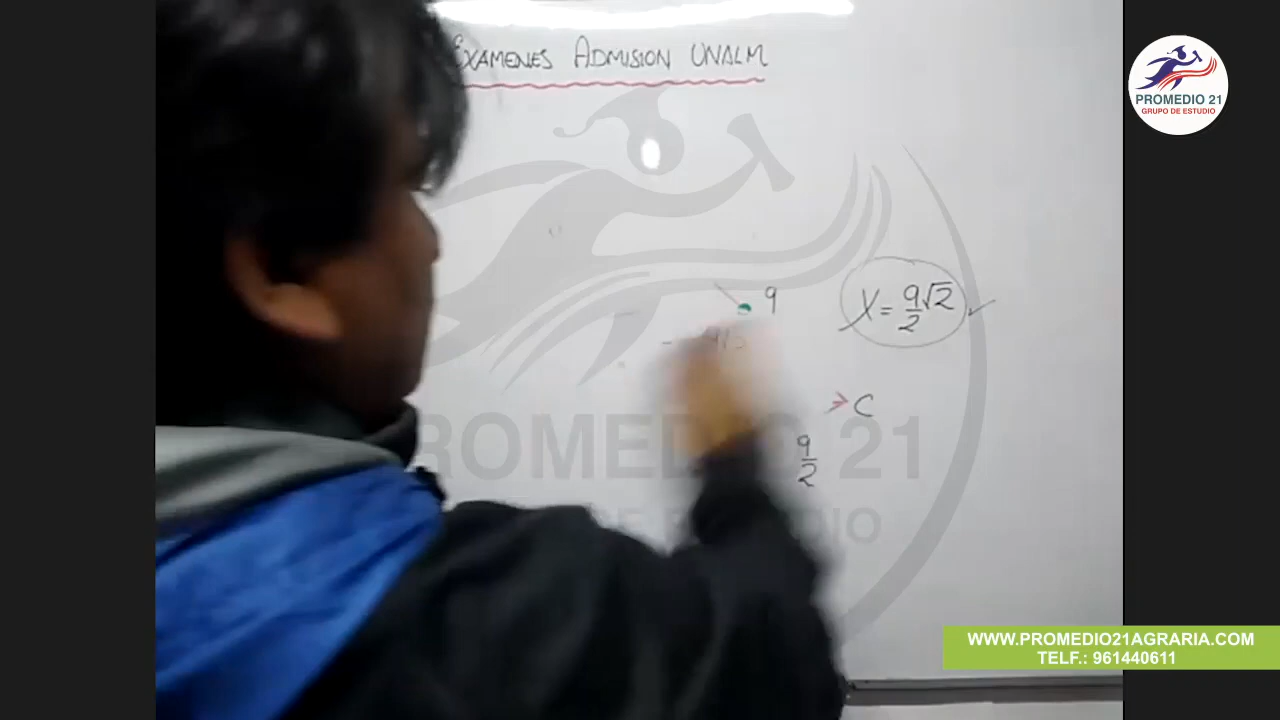 EXAMENES ADMISION UNALM
PROMEDIO 21
GRUPO DE ESTUDIO
9
X = 9/2 √2
C
9/2
PROMEDIO 21
WWW.PROMEDIO21AGRARIA.COM
TELF.: 961440611